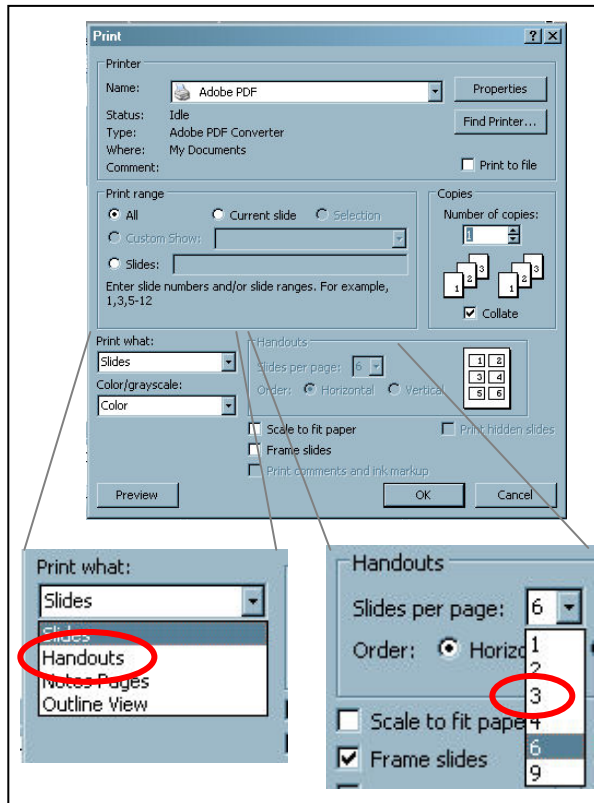 Print
Printer
Name: Adobe PDF Properties
Status: Idle Find Printer...
Type: Adobe PDF Converter
Where: My Documents
Comment: Print to file
Print range Copies
All Current slide Selection Number of copies:
Custom Show: 1
Slides:
Enter slide numbers and/or slide ranges. For example,
1,3,5-12
1 2 3 1 2 3
Collate
Print what: Handouts
Slides Slides per page: 6 1 2
Color/grayscale: Order: Horizontal Vertical 3 4
Color 5 6
Scale to fit paper Print hidden slides
Frame slides
Print comments and ink markup
Preview OK Cancel
Print what:
Slides
Slides
Handouts
Notes Pages
Outline View
Handouts
Slides per page: 6
1
Order: Horizo
2
3
Scale to fit pape 4
6
Frame slides
9